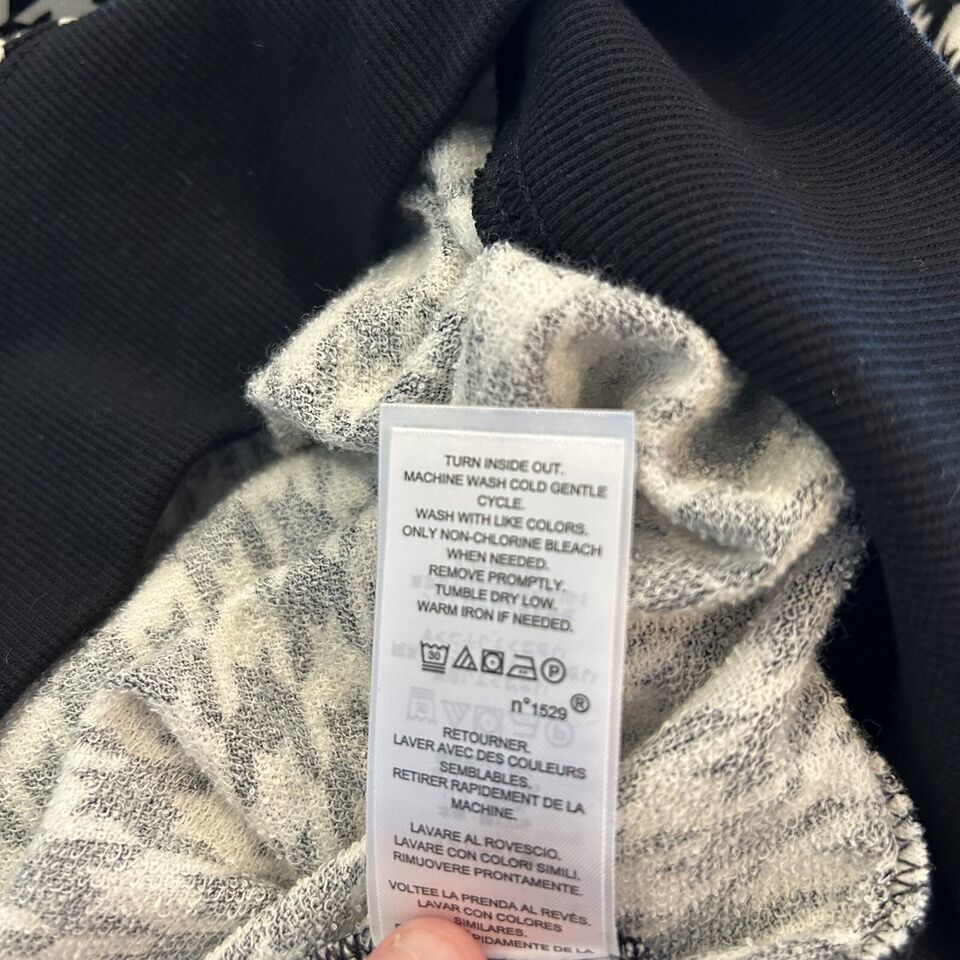 TURN INSIDE OUT.
MACHINE WASH COLD GENTLE
CYCLE.
WASH WITH LIKE COLORS.
ONLY NON-CHLORINE BLEACH
WHEN NEEDED.
REMOVE PROMPTLY.
TUMBLE DRY LOW.
WARM IRON IF NEEDED.
30 P
n°1529®
RETOURNER.
LAVER AVEC DES COULEURS
SEMBLABLES.
RETIRER RAPIDEMENT DE LA
MACHINE.
LAVARE AL ROVESCIO.
LAVARE CON COLORI SIMILI.
RIMUOVERE PRONTAMENTE.
VOLTEE LA PRENDA AL REVÉS.
LAVAR CON COLORES
SIMILARES.
DE LA